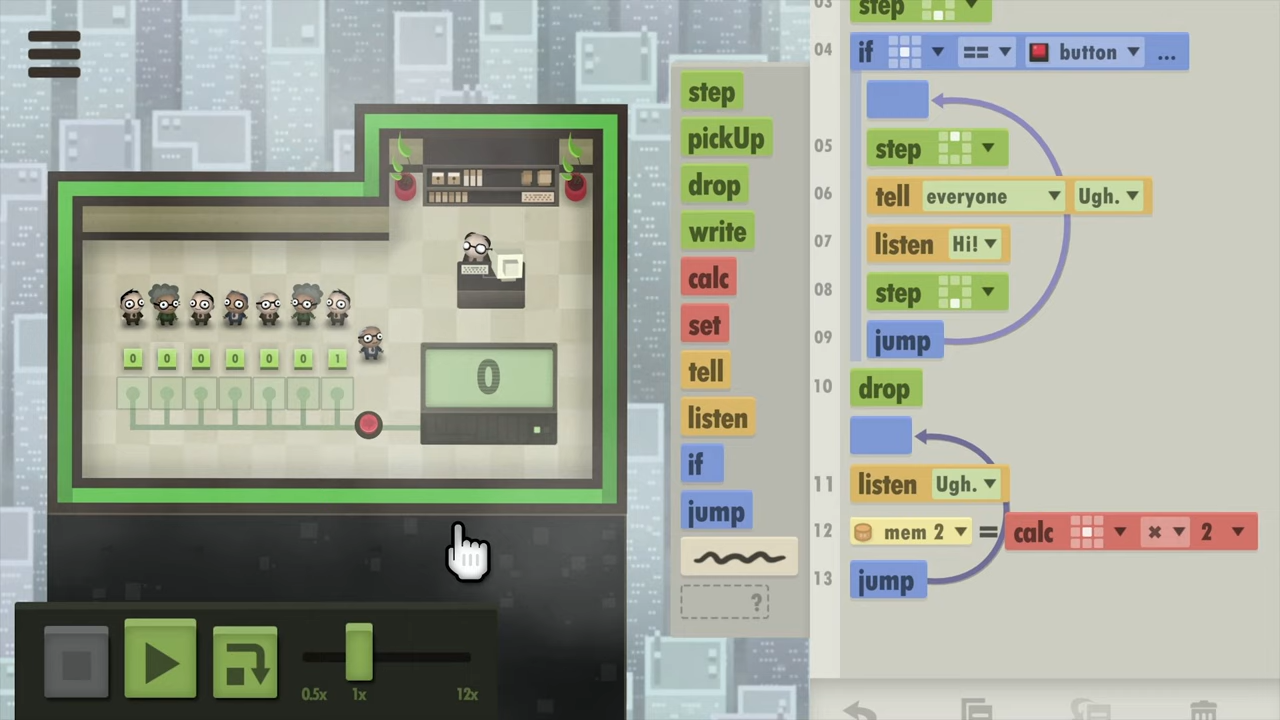 03 step
04 if == button ...
05 step
06 tell everyone Ugh.
07 listen Hi!
08 step
09 jump
10 drop
11 listen Ugh.
12 mem 2 = calc × 2
13 jump
step
pickUp
drop
write
calc
set
tell
listen
if
jump
?
0 0 0 0 0 0 1
0
0.5x 1x 12x